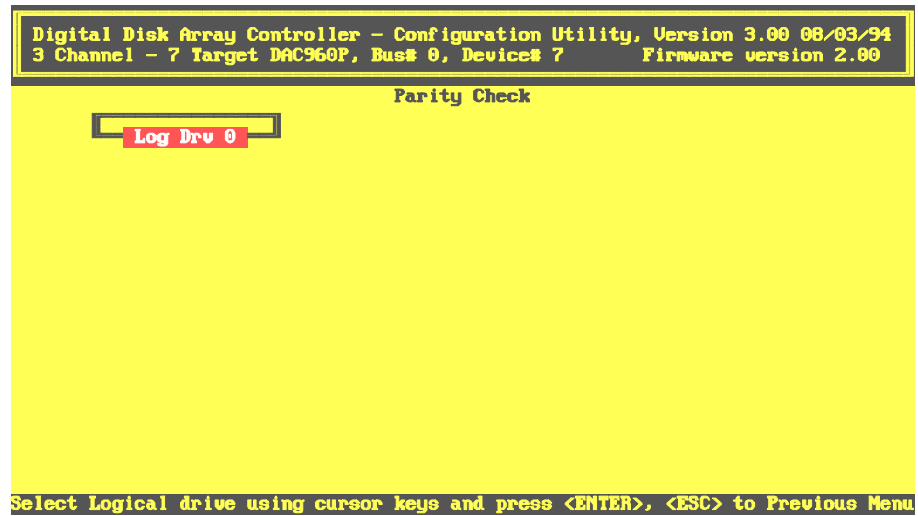 Digital Disk Array Controller – Configuration Utility, Version 3.00 08/03/94
3 Channel – 7 Target DAC960P, Bus# 0, Device# 7 Firmware version 2.00
Parity Check
Log Drv 0
Select Logical drive using cursor keys and press <ENTER>, <ESC> to Previous Menu